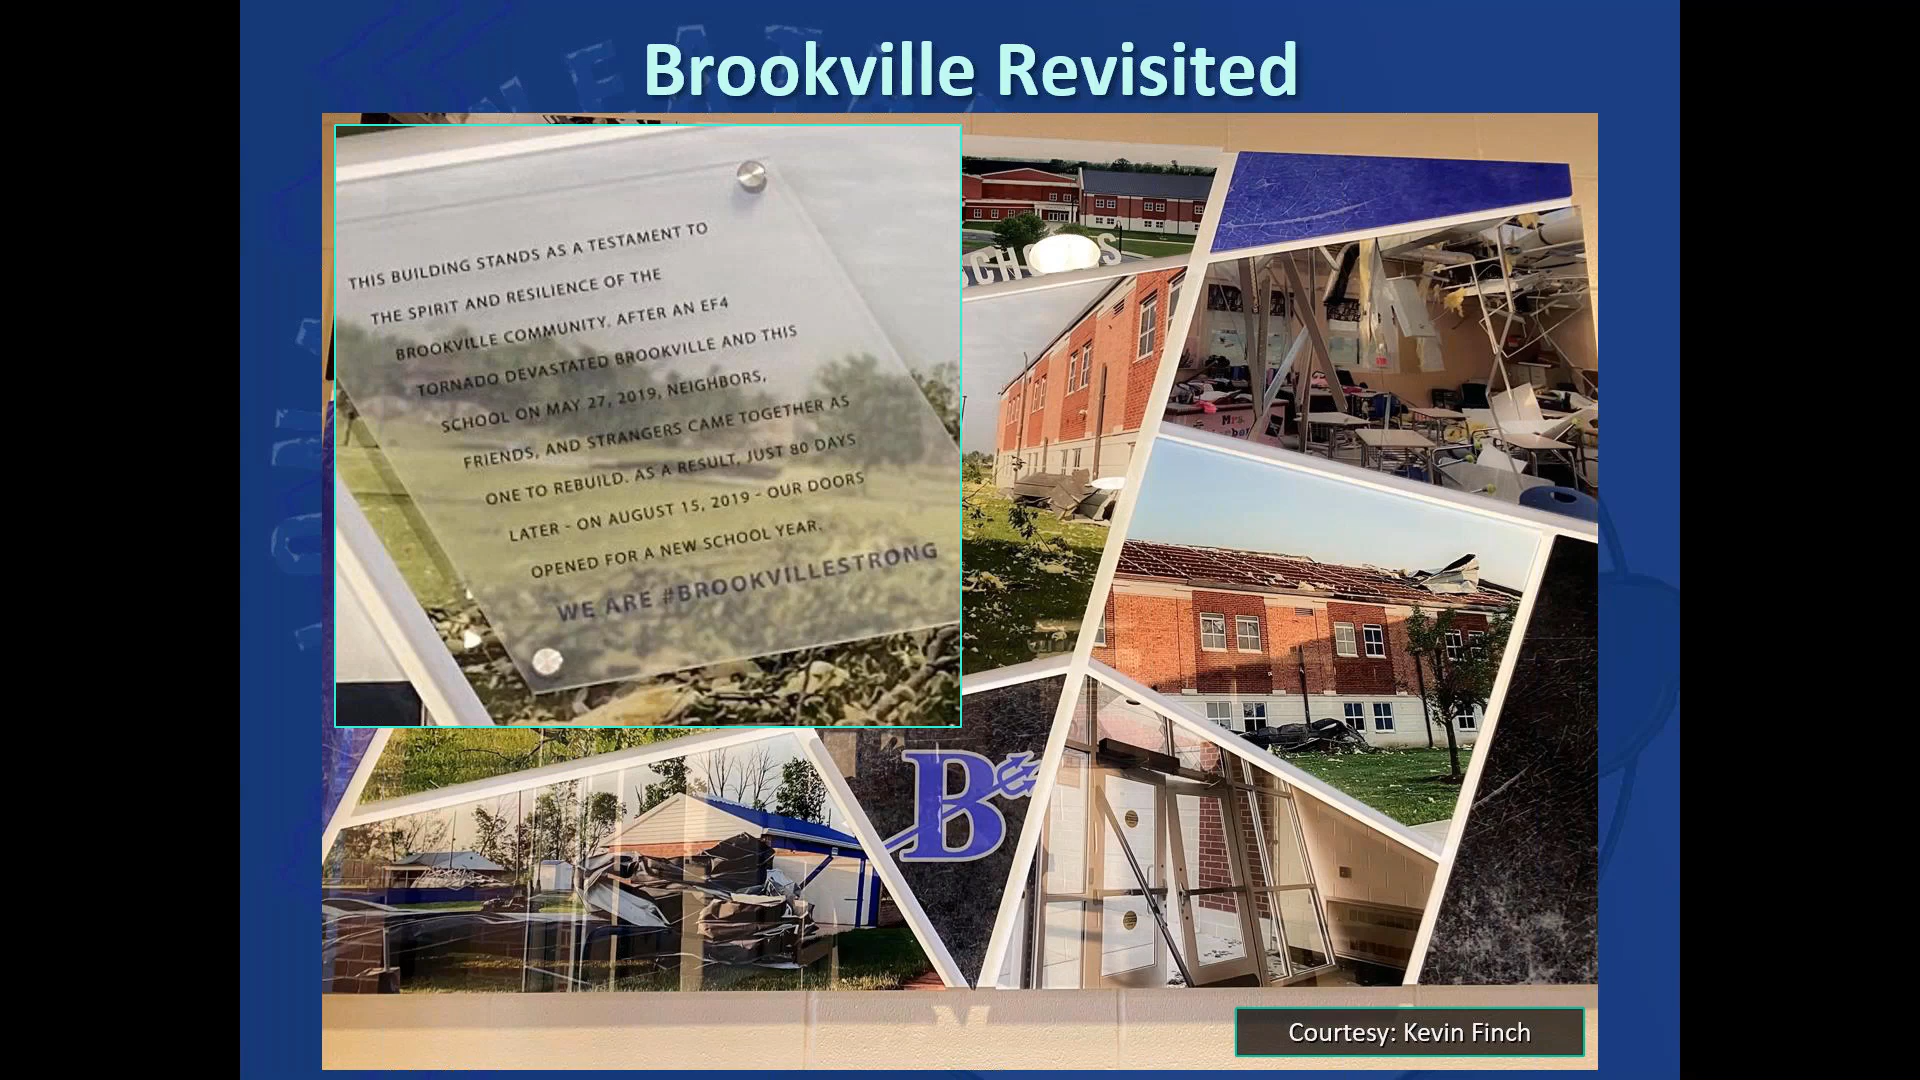 Brookville Revisited
THIS BUILDING STANDS AS A TESTAMENT TO
THE SPIRIT AND RESILIENCE OF THE
BROOKVILLE COMMUNITY. AFTER AN EF4
TORNADO DEVASTATED BROOKVILLE AND THIS
SCHOOL ON MAY 27, 2019, NEIGHBORS,
FRIENDS, AND STRANGERS CAME TOGETHER AS
ONE TO REBUILD. AS A RESULT, JUST 80 DAYS
LATER - ON AUGUST 15, 2019 - OUR DOORS
OPENED FOR A NEW SCHOOL YEAR.
WE ARE #BROOKVILLESTRONG
Mrs.
B
Courtesy: Kevin Finch